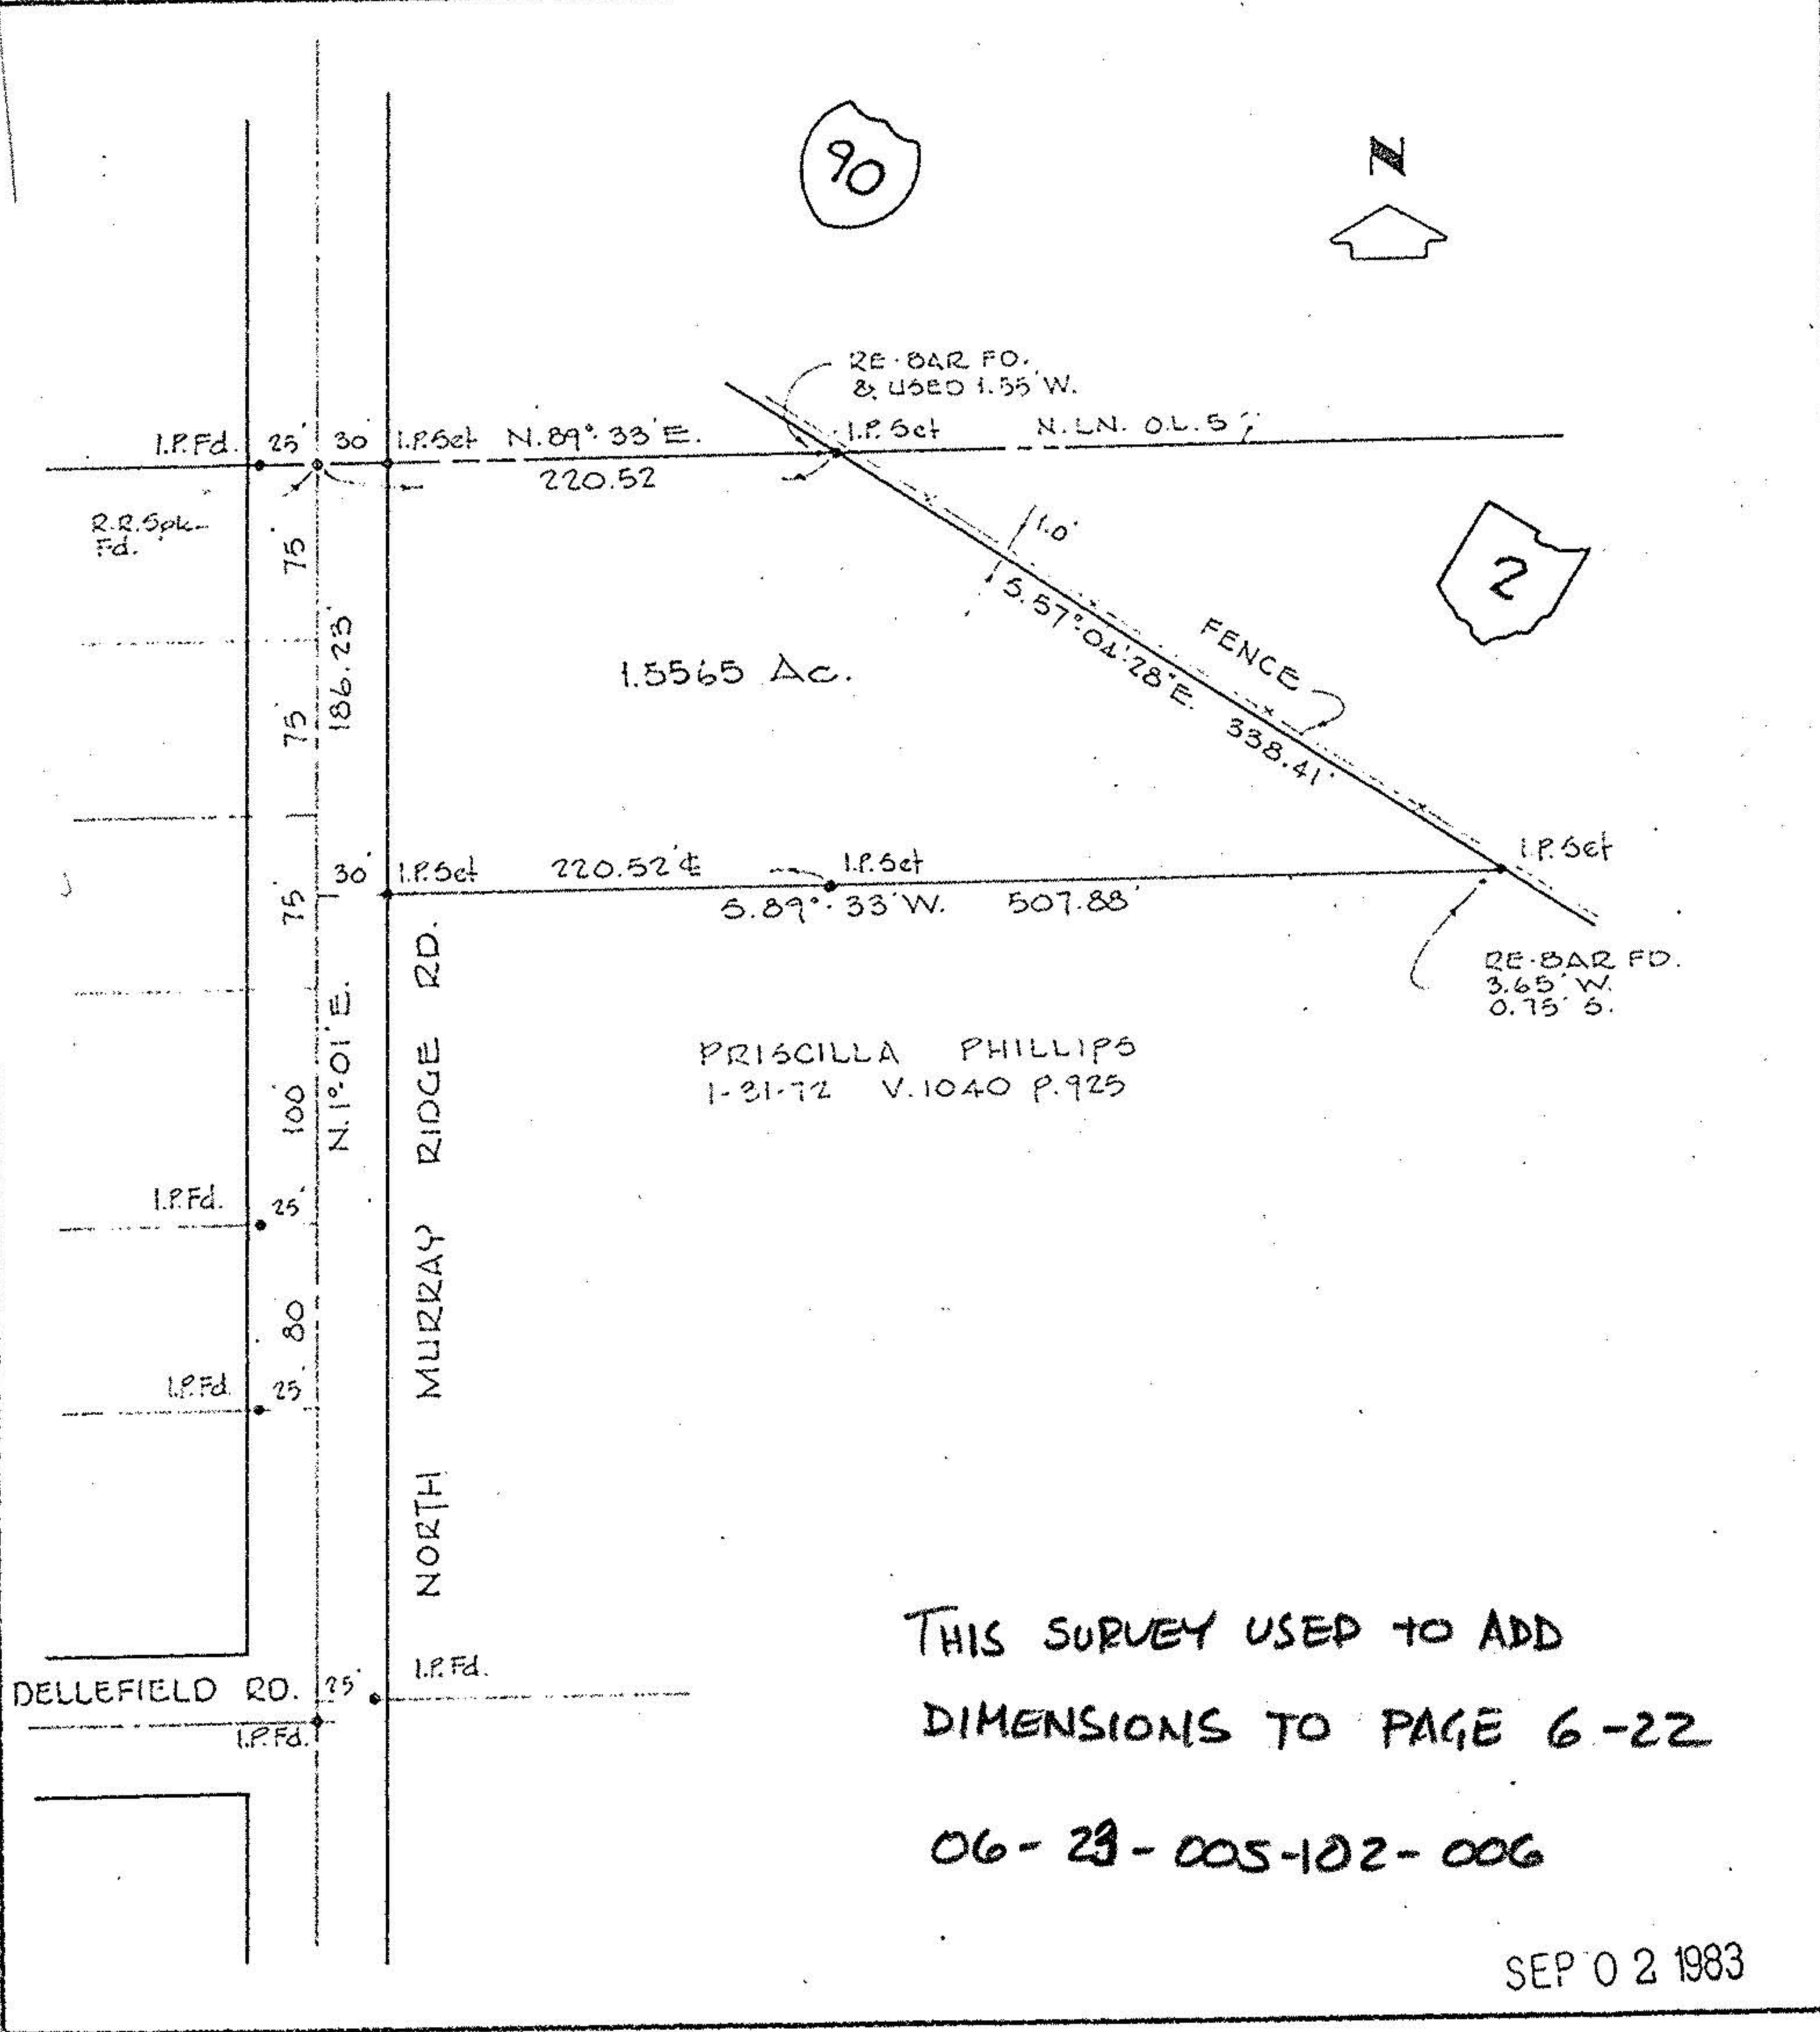 90
N
RE-BAR FD.
& USED 1.55' W.
I.P. Fd. 25' 30' I.P. Set N. 89° 33' E. I.P. Set N. LN. O.L. 5
220.52
R.R. Spk.
Fd.
75'
186.23'
1.0'
2
FENCE
S. 57° 04' 28" E. 338.41'
1.5565 Ac.
75'
30' I.P. Set 220.52' ℄ I.P. Set
I.P. Set
S. 89° 33' W. 507.88'
75'
RE-BAR FD.
3.65' W.
0.75' S.
N. 1° 01' E.
NORTH MURRAY RIDGE RD.
PRISCILLA PHILLIPS
1-31-72 V. 1040 P. 925
100'
I.P. Fd. 25'
80'
I.P. Fd. 25'
DELLEFIELD RD. 25' I.P. Fd.
I.P. Fd.
THIS SURVEY USED TO ADD
DIMENSIONS TO PAGE 6-22
06-23-005-102-006
SEP 02 1983